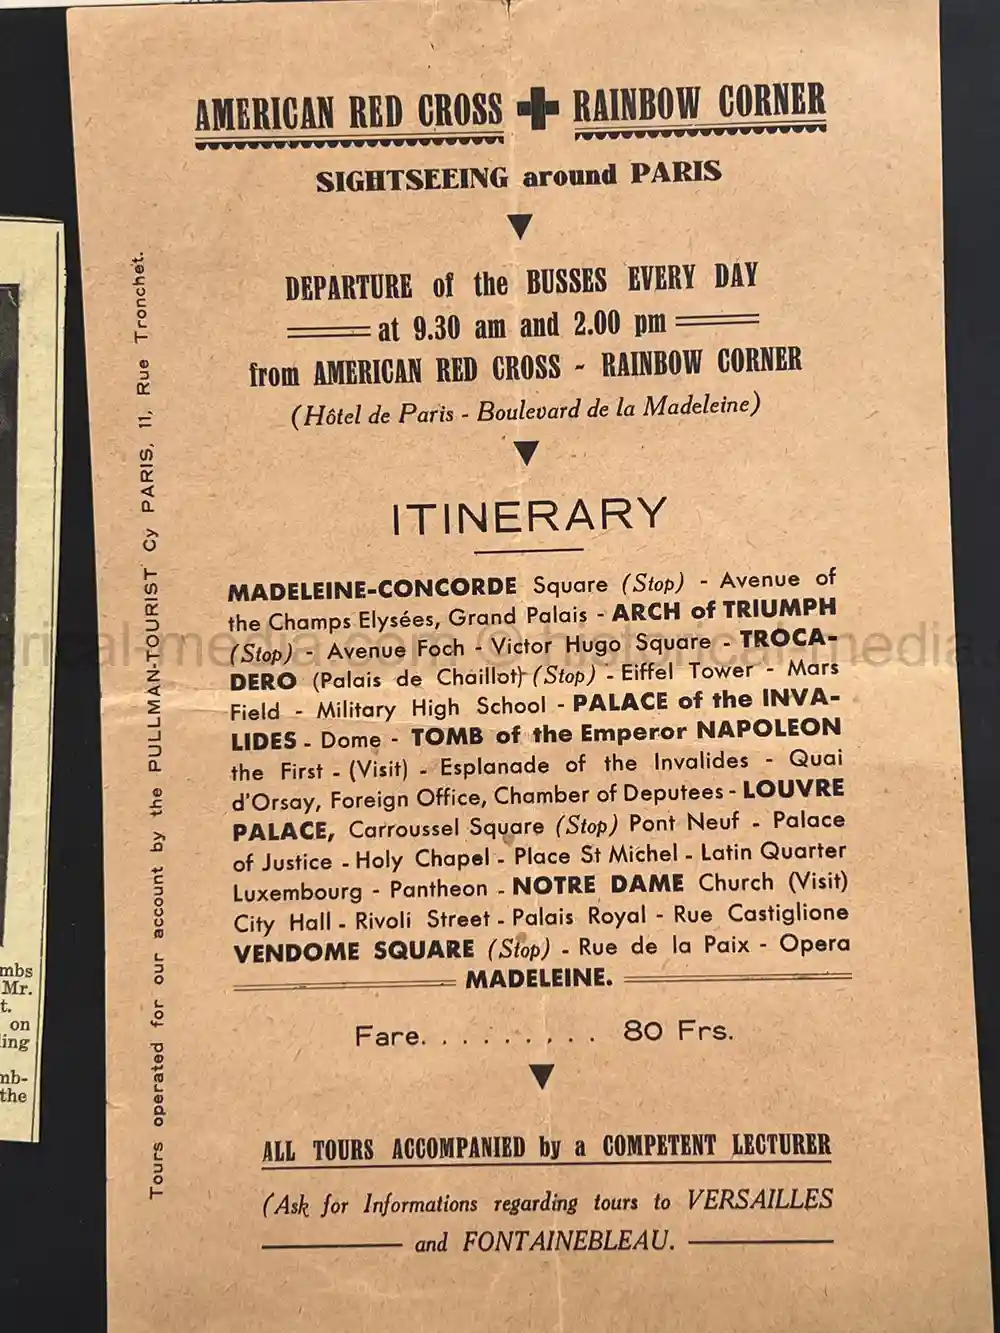 AMERICAN RED CROSS + RAINBOW CORNER
SIGHTSEEING around PARIS
DEPARTURE of the BUSSES EVERY DAY
at 9.30 am and 2.00 pm
from AMERICAN RED CROSS - RAINBOW CORNER
(Hôtel de Paris - Boulevard de la Madeleine)
ITINERARY
MADELEINE-CONCORDE Square (Stop) - Avenue of
the Champs Elysées, Grand Palais - ARCH of TRIUMPH
(Stop) - Avenue Foch - Victor Hugo Square - TROCA-
DERO (Palais de Chaillot) (Stop) - Eiffel Tower - Mars
Field - Military High School - PALACE of the INVA-
LIDES - Dome - TOMB of the Emperor NAPOLEON
the First - (Visit) - Esplanade of the Invalides - Quai
d'Orsay, Foreign Office, Chamber of Deputees - LOUVRE
PALACE, Carroussel Square (Stop) Pont Neuf - Palace
of Justice - Holy Chapel - Place St Michel - Latin Quarter
Luxembourg - Pantheon - NOTRE DAME Church (Visit)
City Hall - Rivoli Street - Palais Royal - Rue Castiglione
VENDOME SQUARE (Stop) - Rue de la Paix - Opera
MADELEINE.
Fare. . . . . . . . . . 80 Frs.
ALL TOURS ACCOMPANIED by a COMPETENT LECTURER
(Ask for Informations regarding tours to VERSAILLES
and FONTAINEBLEAU.
Tours operated for our account by the PULLMAN-TOURIST Cy PARIS, 11, Rue Tronchet.
mbs
Mr.
t.
on
ing
mb-
the